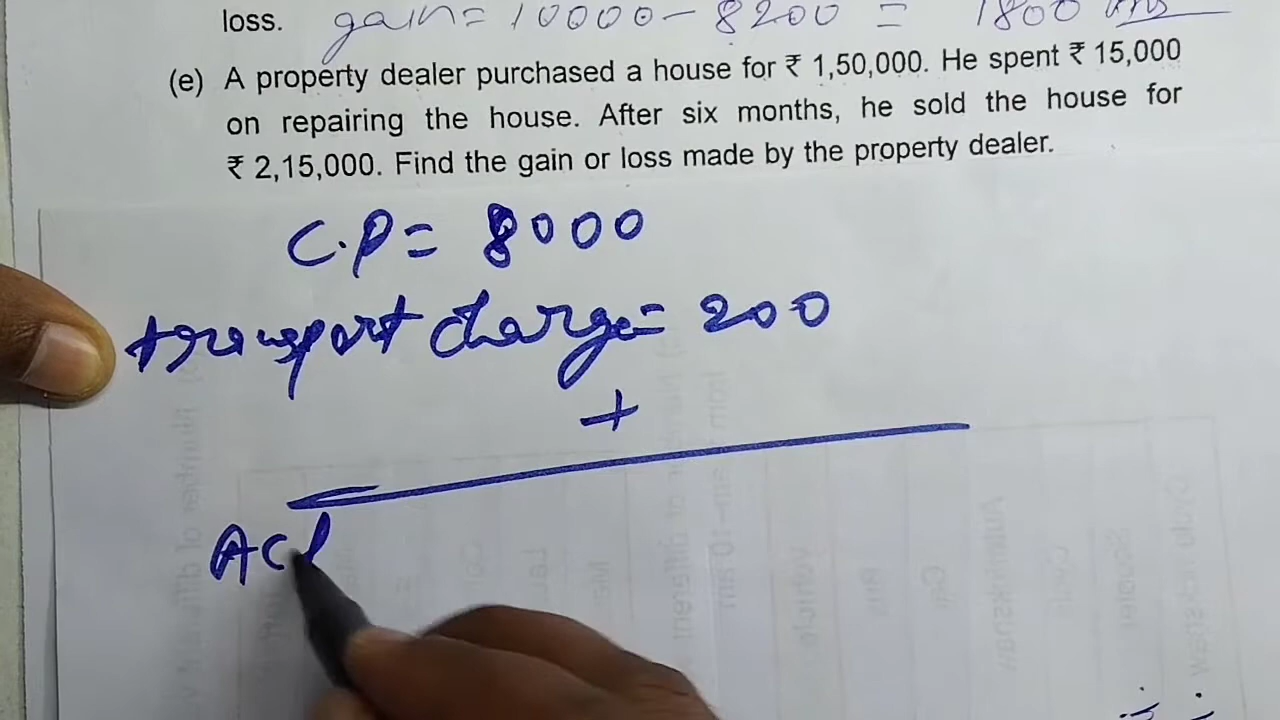 loss. gain = 10000 - 8200 = 1800 Ans
(e) A property dealer purchased a house for ₹ 1,50,000. He spent ₹ 15,000
on repairing the house. After six months, he sold the house for
₹ 2,15,000. Find the gain or loss made by the property dealer.
C.P = 8000
transport charge = 200
+
AC